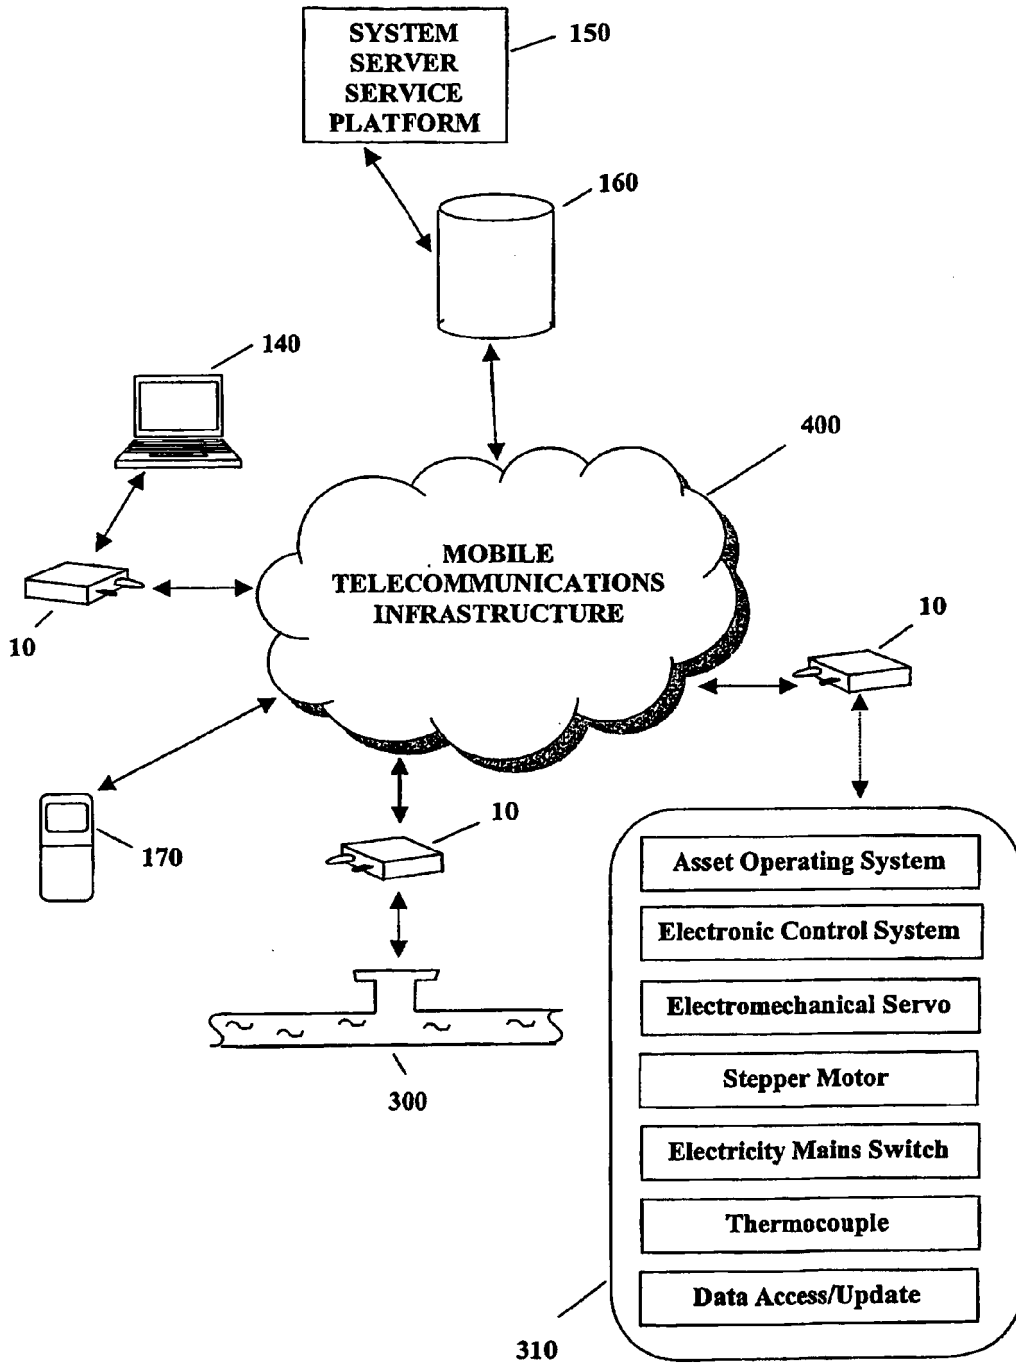 SYSTEM
SERVER
SERVICE
PLATFORM
150
160
140
400
MOBILE
TELECOMMUNICATIONS
INFRASTRUCTURE
10
10
170
10
300
Asset Operating System
Electronic Control System
Electromechanical Servo
Stepper Motor
Electricity Mains Switch
Thermocouple
Data Access/Update
310